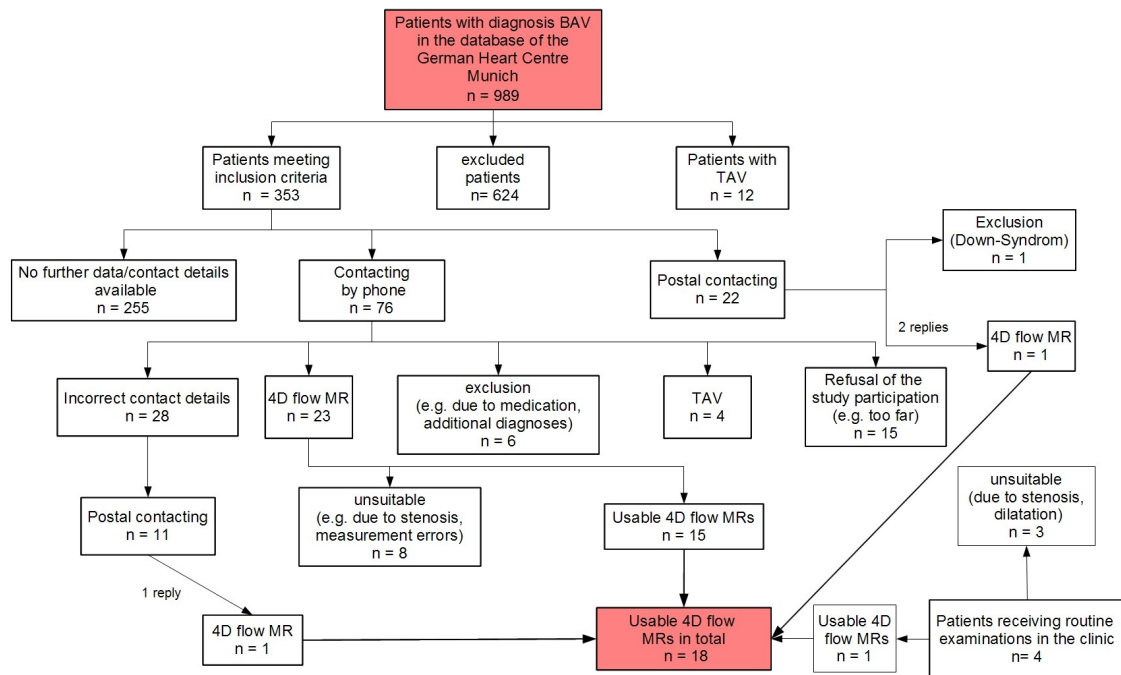 Patients with diagnosis BAV
in the database of the
German Heart Centre
Munich
n = 989
Patients meeting
inclusion criteria
n = 353
excluded
patients
n= 624
Patients with
TAV
n = 12
Exclusion
(Down-Syndrom)
n = 1
No further data/contact details
available
n = 255
Contacting
by phone
n = 76
Postal contacting
n = 22
2 replies
4D flow MR
n = 1
Incorrect contact details
n = 28
4D flow MR
n = 23
exclusion
(e.g. due to medication,
additional diagnoses)
n = 6
TAV
n = 4
Refusal of the
study participation
(e.g. too far)
n = 15
Postal contacting
n = 11
unsuitable
(e.g. due to stenosis,
measurement errors)
n = 8
Usable 4D flow MRs
n = 15
unsuitable
(due to stenosis,
dilatation)
n = 3
1 reply
4D flow MR
n = 1
Usable 4D flow
MRs in total
n = 18
Usable 4D
flow MRs
n = 1
Patients receiving routine
examinations in the clinic
n= 4